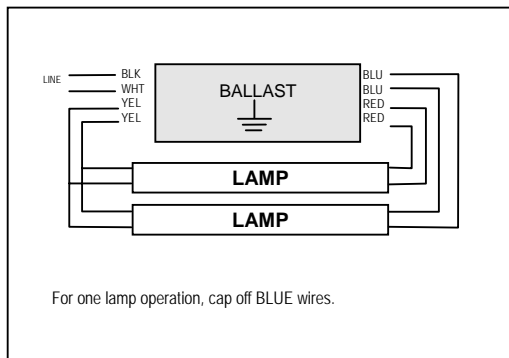 LINE
BLK
WHT
YEL
YEL
BALLAST
BLU
BLU
RED
RED
LAMP
LAMP
For one lamp operation, cap off BLUE wires.